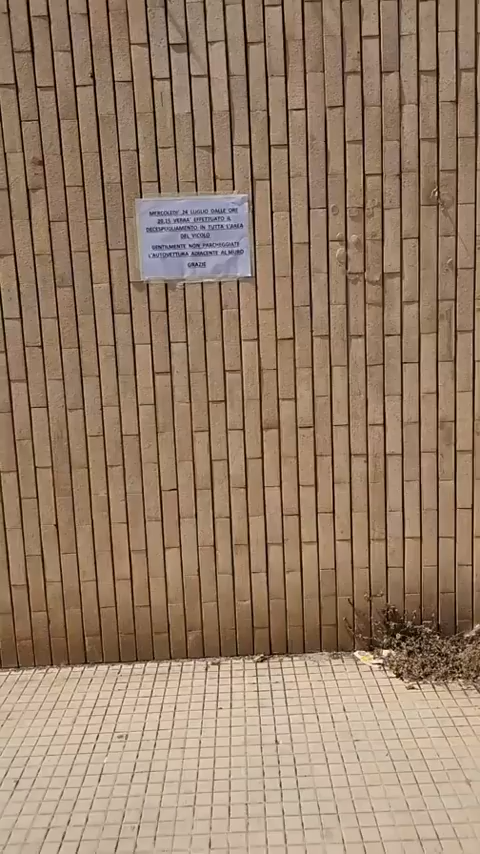 MERCOLEDI' 24 LUGLIO DALLE ORE
20.15 VERRA' EFFETTUATO IL
DECESPUGLIAMENTO IN TUTTA L'AREA
DEL VICOLO
GENTILMENTE NON PARCHEGGIATE
L'AUTOVETTURA ADIACENTE AL MURO
GRAZIE